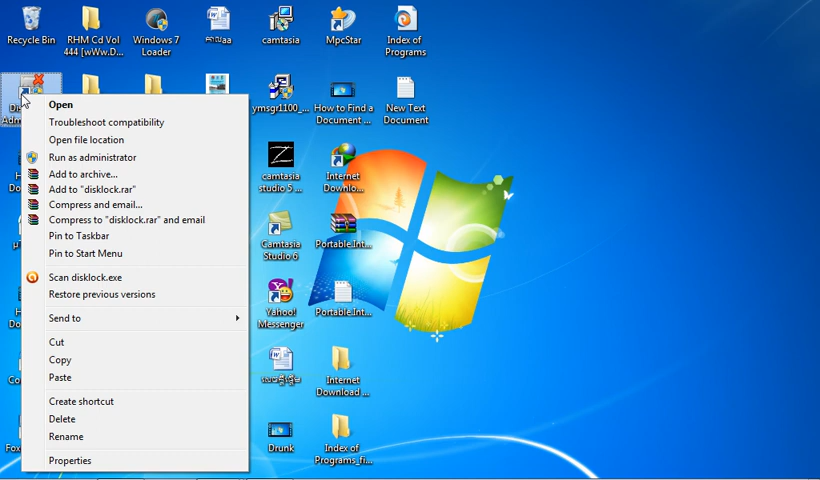 Recycle Bin
RHM Cd Vol
444 [wWw.D...
Windows 7
Loader
camtasia
MpcStar
Index of
Programs
ymsgr1100_...
How to Find a
Document ...
New Text
Document
Open
Troubleshoot compatibility
Open file location
Run as administrator
Add to archive...
Add to "disklock.rar"
Compress and email...
Compress to "disklock.rar" and email
Pin to Taskbar
Pin to Start Menu
Scan disklock.exe
Restore previous versions
Send to
Cut
Copy
Paste
Create shortcut
Delete
Rename
Properties
camtasia
studio 5 ...
Internet
Downlo...
Camtasia
Studio 6
Portable.Int...
Yahoo!
Messenger
Portable.Int...
Internet
Download ...
Drunk
Index of
Programs_fi...